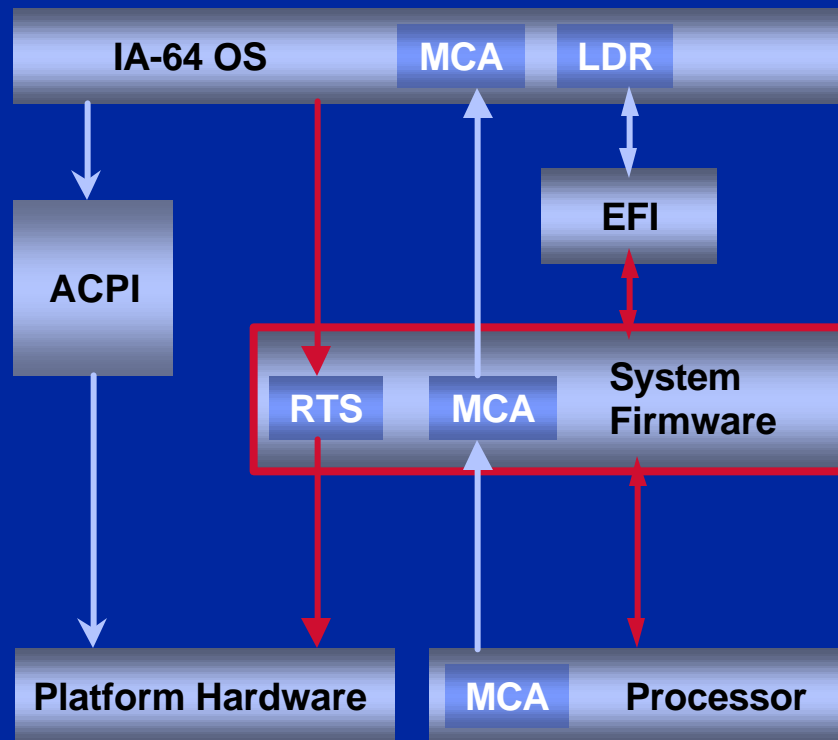 IA-64 OS
MCA
LDR
EFI
ACPI
RTS
MCA
System
Firmware
Platform Hardware
MCA
Processor